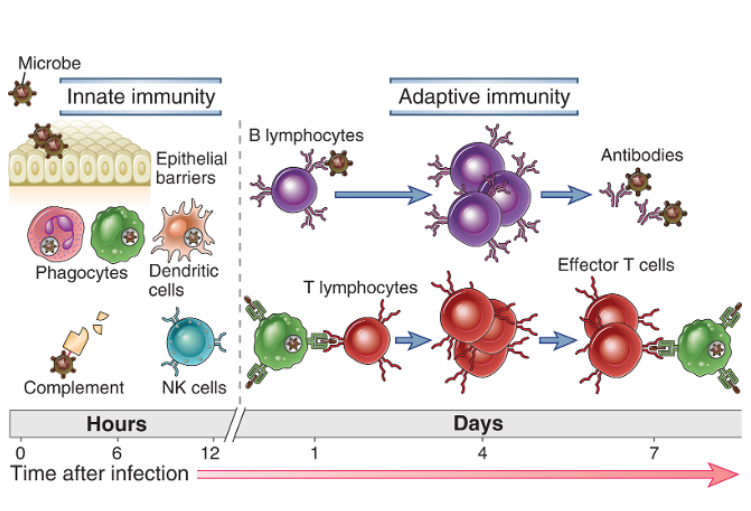 Microbe
Innate immunity
Adaptive immunity
B lymphocytes
Antibodies
Epithelial
barriers
Phagocytes
Dendritic
cells
T lymphocytes
Effector T cells
Complement
NK cells
Hours
Days
0 6 12 1 4 7
Time after infection